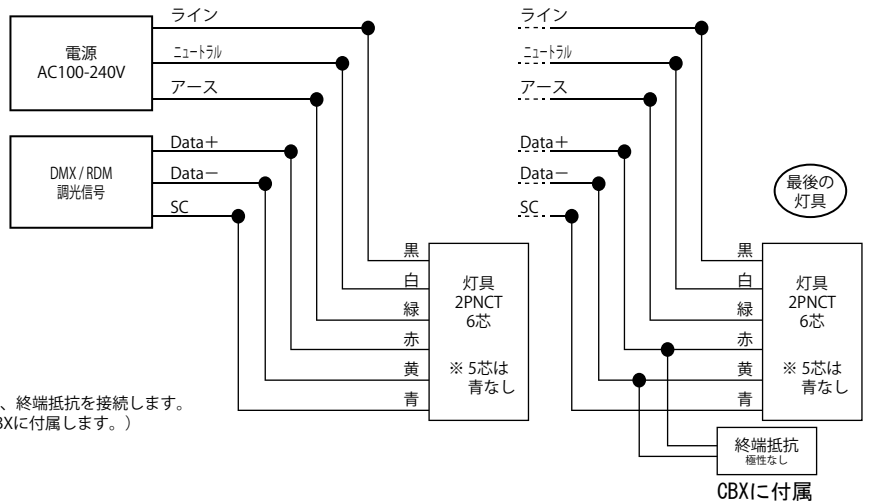 電源
AC100-240V
ライン
ニュートラル
アース
DMX / RDM
調光信号
Data＋
Data－
SC
黒
白
緑
赤
黄
青
灯具
2PNCT
6芯
※ 5芯は
青なし
ライン
ニュートラル
アース
Data＋
Data－
SC
最後の
灯具
黒
白
緑
赤
黄
青
灯具
2PNCT
6芯
※ 5芯は
青なし
終端抵抗
極性なし
CBXに付属
、終端抵抗を接続します。
BXに付属します。）